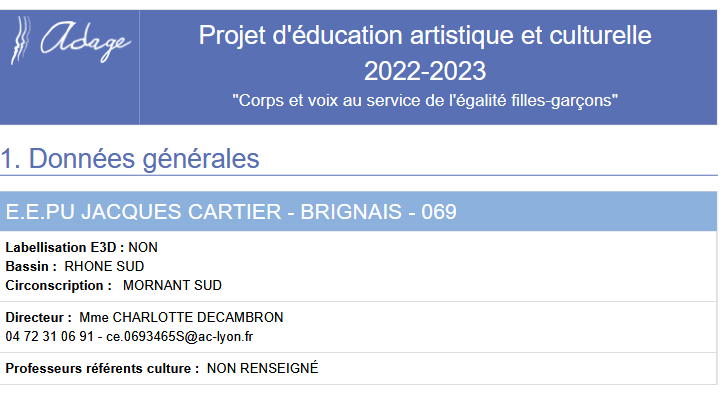 Adage
Projet d'éducation artistique et culturelle
2022-2023
"Corps et voix au service de l'égalité filles-garçons"
1. Données générales
E.E.PU JACQUES CARTIER - BRIGNAIS - 069
Labellisation E3D : NON
Bassin : RHONE SUD
Circonscription : MORNANT SUD
Directeur : Mme CHARLOTTE DECAMBRON
04 72 31 06 91 - ce.0693465S@ac-lyon.fr
Professeurs référents culture : NON RENSEIGNÉ